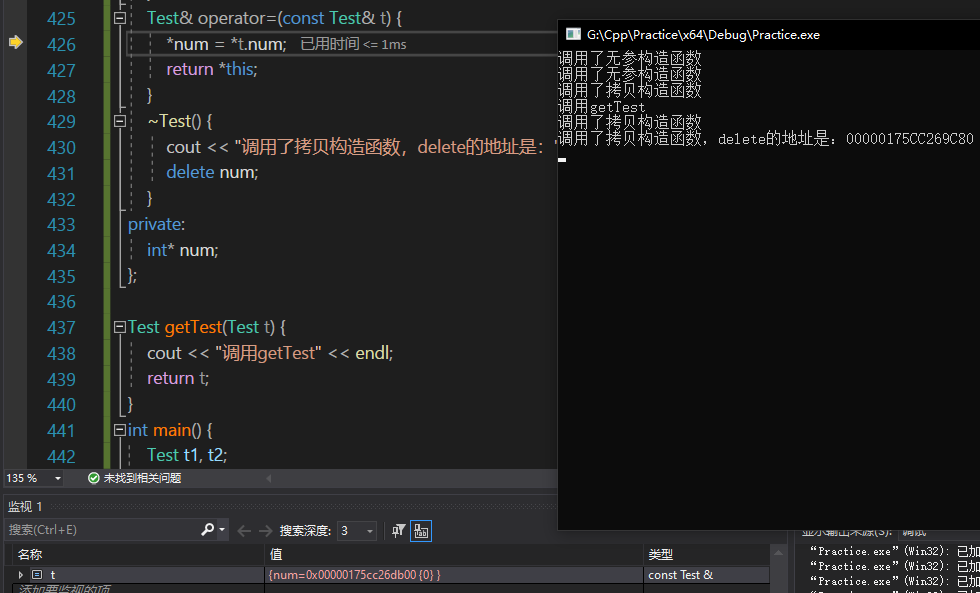 425 Test& operator=(const Test& t) {
426 *num = *t.num; 已用时间 <= 1ms
427 return *this;
428 }
429 ~Test() {
430 cout << "调用了拷贝构造函数，delete的地址是：
431 delete num;
432 }
433 private:
434 int* num;
435 };
436
437 Test getTest(Test t) {
438 cout << "调用getTest" << endl;
439 return t;
440 }
441 int main() {
442 Test t1, t2;
G:\Cpp\Practice\x64\Debug\Practice.exe
调用了无参构造函数
调用了无参构造函数
调用了拷贝构造函数
调用getTest
调用了拷贝构造函数
调用了拷贝构造函数，delete的地址是：00000175CC269C80
135 % 未找到相关问题
监视 1
搜索(Ctrl+E) 搜索深度: 3
名称 值 类型
t {num=0x00000175cc26db00 {0} } const Test &
添加要监视的项
显示输出来源(S): 调试
“Practice.exe”(Win32): 已加
“Practice.exe”(Win32): 已加
“Practice.exe”(Win32): 已加